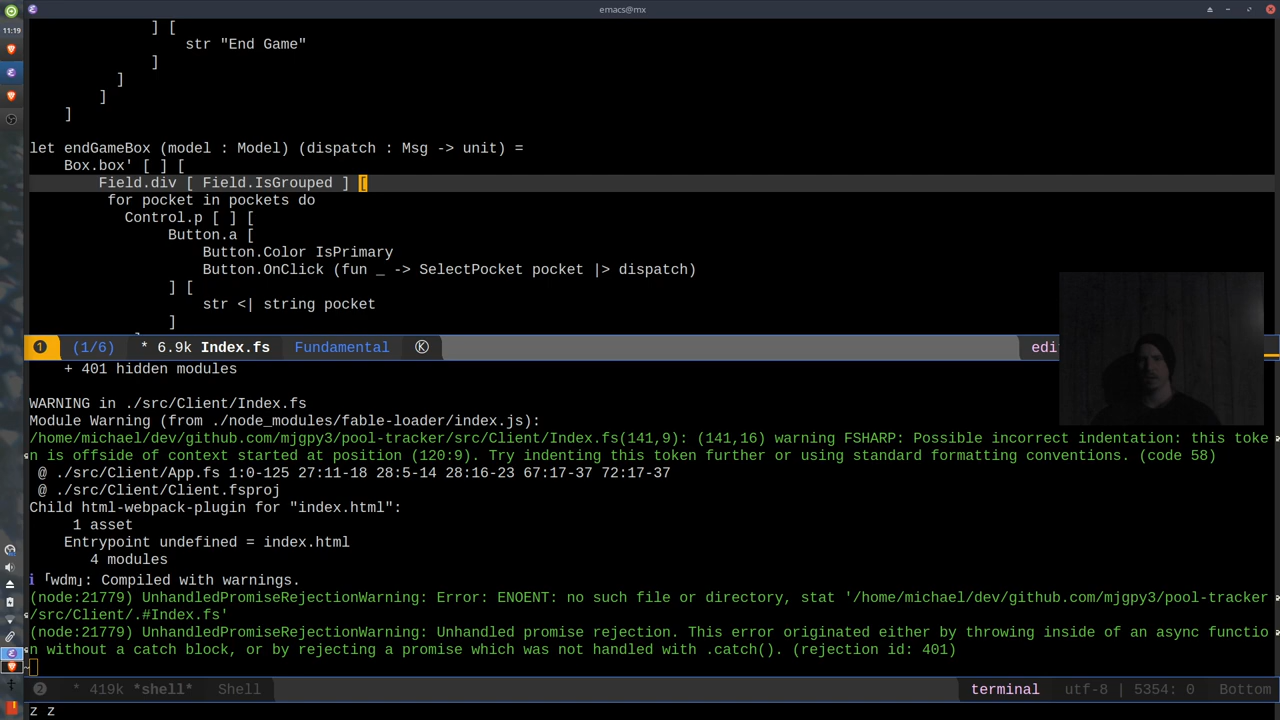 emacs@mx
11:19
] [
str "End Game"
]
]
]
]
let endGameBox (model : Model) (dispatch : Msg -> unit) =
Box.box' [ ] [
Field.div [ Field.IsGrouped ] [
for pocket in pockets do
Control.p [ ] [
Button.a [
Button.Color IsPrimary
Button.OnClick (fun _ -> SelectPocket pocket |> dispatch)
] [
str <| string pocket
]
1 (1/6) * 6.9k Index.fs Fundamental Ⓚ edi
+ 401 hidden modules
WARNING in ./src/Client/Index.fs
Module Warning (from ./node_modules/fable-loader/index.js):
/home/michael/dev/github.com/mjgpy3/pool-tracker/src/Client/Index.fs(141,9): (141,16) warning FSHARP: Possible incorrect indentation: this toke
n is offside of context started at position (120:9). Try indenting this token further or using standard formatting conventions. (code 58)
@ ./src/Client/App.fs 1:0-125 27:11-18 28:5-14 28:16-23 67:17-37 72:17-37
@ ./src/Client/Client.fsproj
Child html-webpack-plugin for "index.html":
1 asset
Entrypoint undefined = index.html
4 modules
ℹ ｢wdm｣: Compiled with warnings.
(node:21779) UnhandledPromiseRejectionWarning: Error: ENOENT: no such file or directory, stat '/home/michael/dev/github.com/mjgpy3/pool-tracker
/src/Client/.#Index.fs'
(node:21779) UnhandledPromiseRejectionWarning: Unhandled promise rejection. This error originated either by throwing inside of an async functio
n without a catch block, or by rejecting a promise which was not handled with .catch(). (rejection id: 401)
2 * 419k *shell* Shell terminal utf-8 | 5354: 0 Bottom
z z